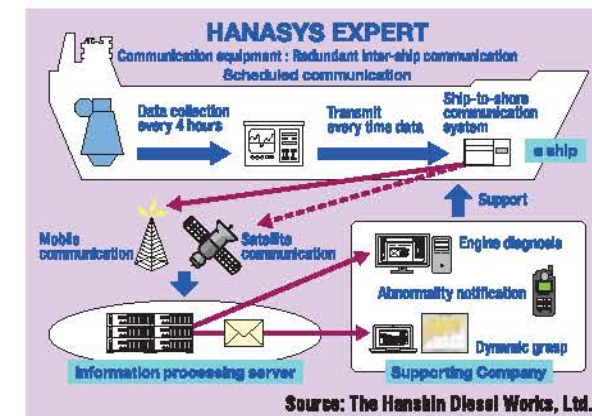 HANASYS EXPERT
Communication equipment : Redundant inter-ship communication
Scheduled communication
Data collection
every 4 hours
Transmit
every time data
Ship-to-shore
communication
system
a ship
Support
Mobile
communication
Satellite
communication
Engine diagnosis
Abnormality notification
Dynamic grasp
Information processing server
Supporting Company
Source: The Hanshin Diesel Works, Ltd.